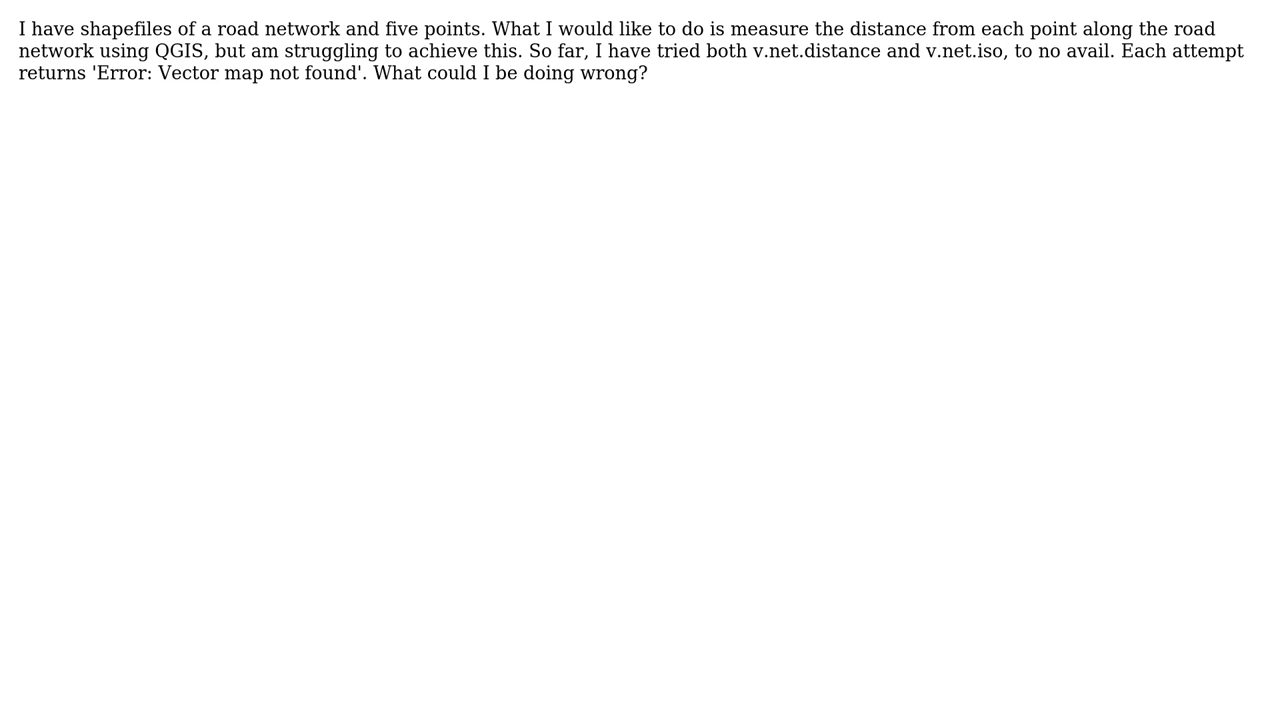 I have shapefiles of a road network and five points. What I would like to do is measure the distance from each point along the road
network using QGIS, but am struggling to achieve this. So far, I have tried both v.net.distance and v.net.iso, to no avail. Each attempt
returns 'Error: Vector map not found'. What could I be doing wrong?